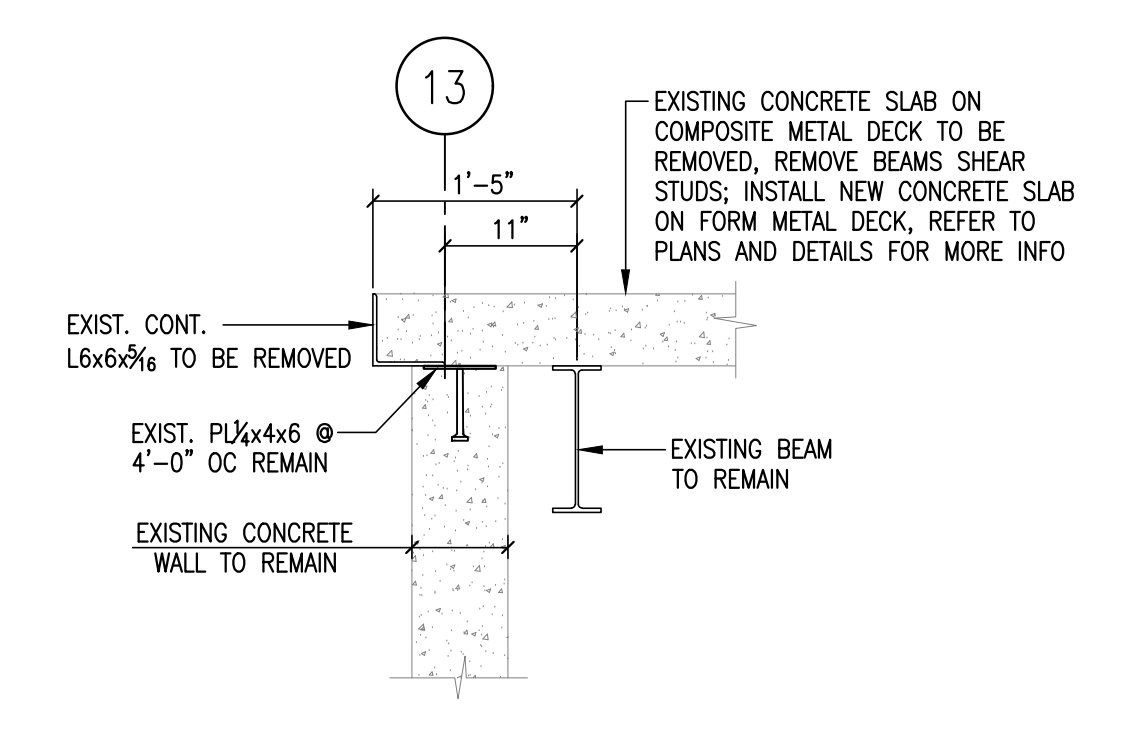 13
EXISTING CONCRETE SLAB ON
COMPOSITE METAL DECK TO BE
REMOVED, REMOVE BEAMS SHEAR
STUDS; INSTALL NEW CONCRETE SLAB
ON FORM METAL DECK, REFER TO
PLANS AND DETAILS FOR MORE INFO
1'-5"
11"
EXIST. CONT.
L6x6x5/16 TO BE REMOVED
EXIST. PL1/4x4x6 @
4'-0" OC REMAIN
EXISTING BEAM
TO REMAIN
EXISTING CONCRETE
WALL TO REMAIN